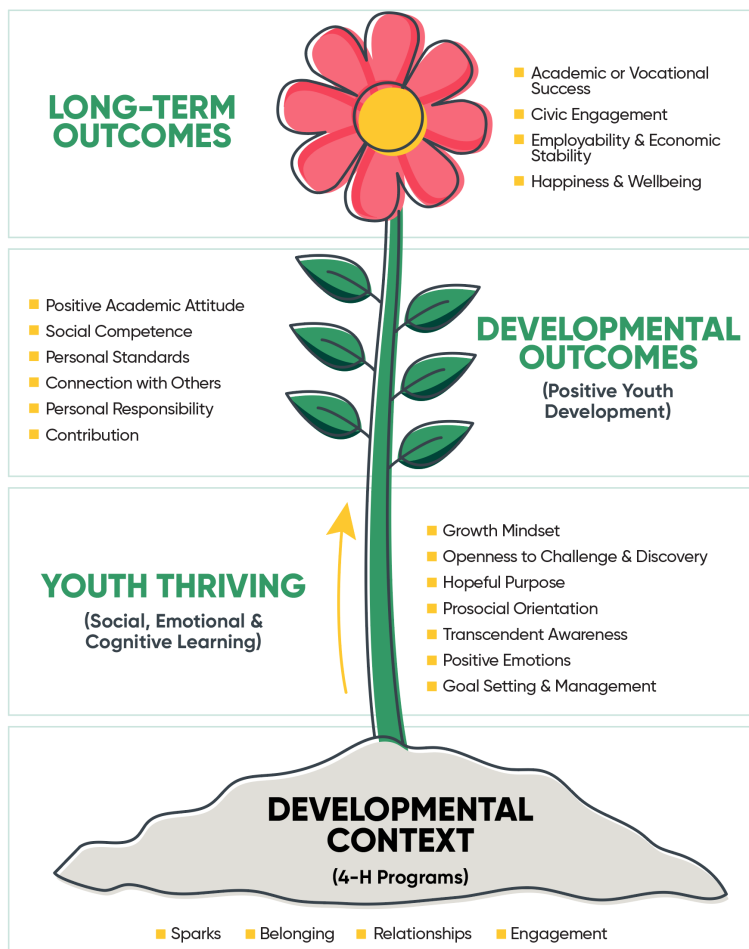 LONG-TERM
OUTCOMES
Academic or Vocational
Success
Civic Engagement
Employability & Economic
Stability
Happiness & Wellbeing
Positive Academic Attitude
Social Competence
Personal Standards
Connection with Others
Personal Responsibility
Contribution
DEVELOPMENTAL
OUTCOMES
(Positive Youth
Development)
YOUTH THRIVING
(Social, Emotional &
Cognitive Learning)
Growth Mindset
Openness to Challenge & Discovery
Hopeful Purpose
Prosocial Orientation
Transcendent Awareness
Positive Emotions
Goal Setting & Management
DEVELOPMENTAL
CONTEXT
(4-H Programs)
Sparks Belonging Relationships Engagement